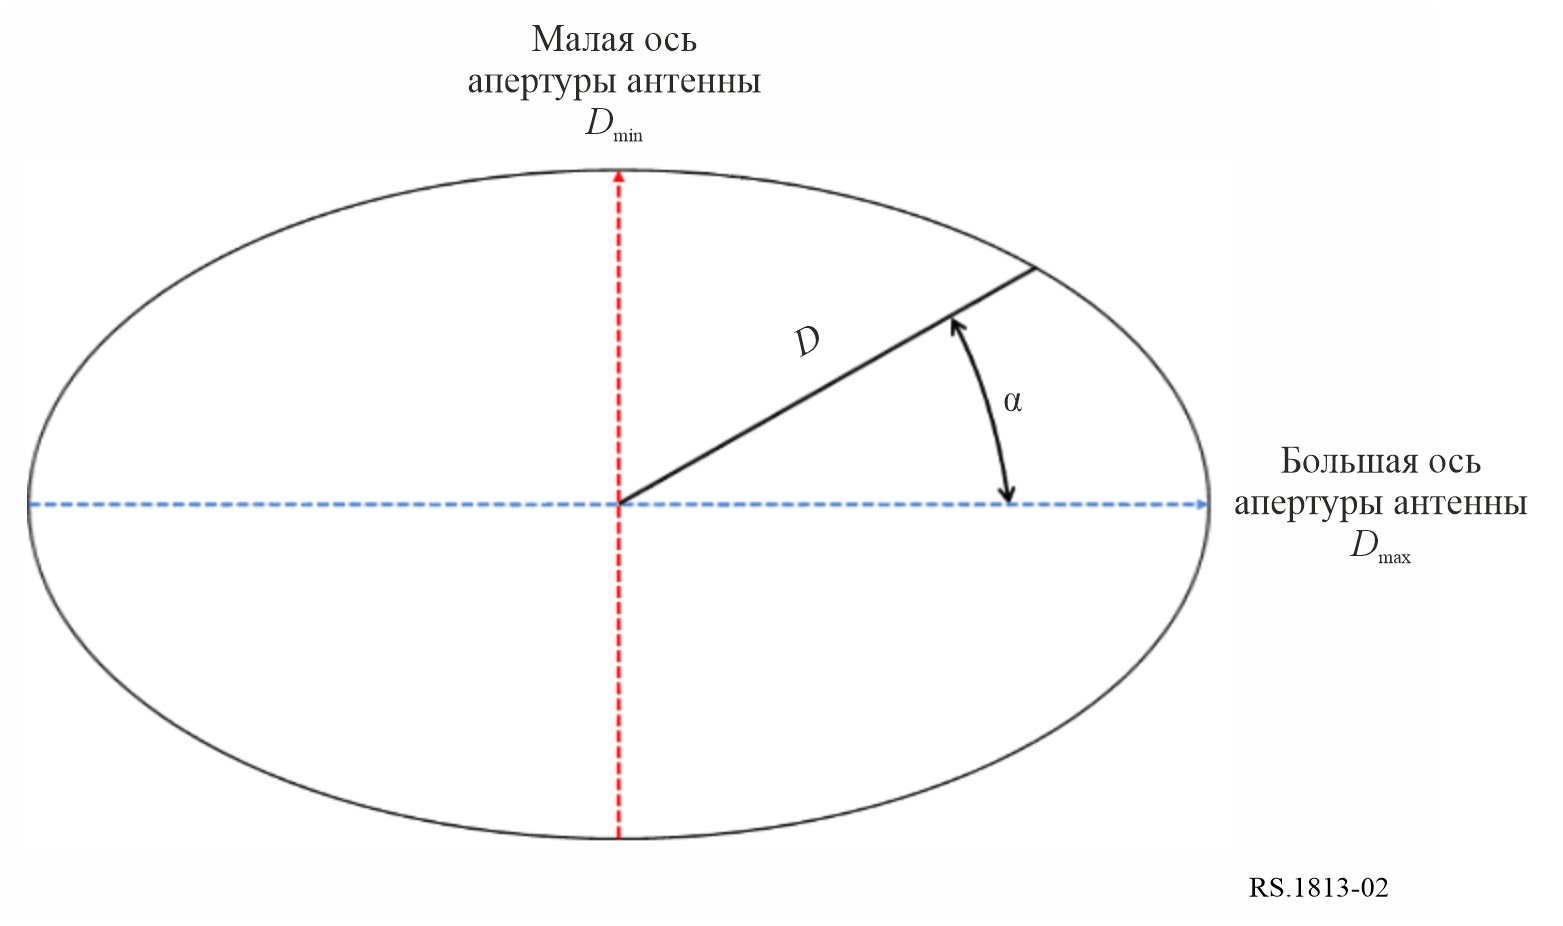 Малая ось
апертуры антенны
Dmin
D
α
Большая ось
апертуры антенны
Dmax
RS.1813-02